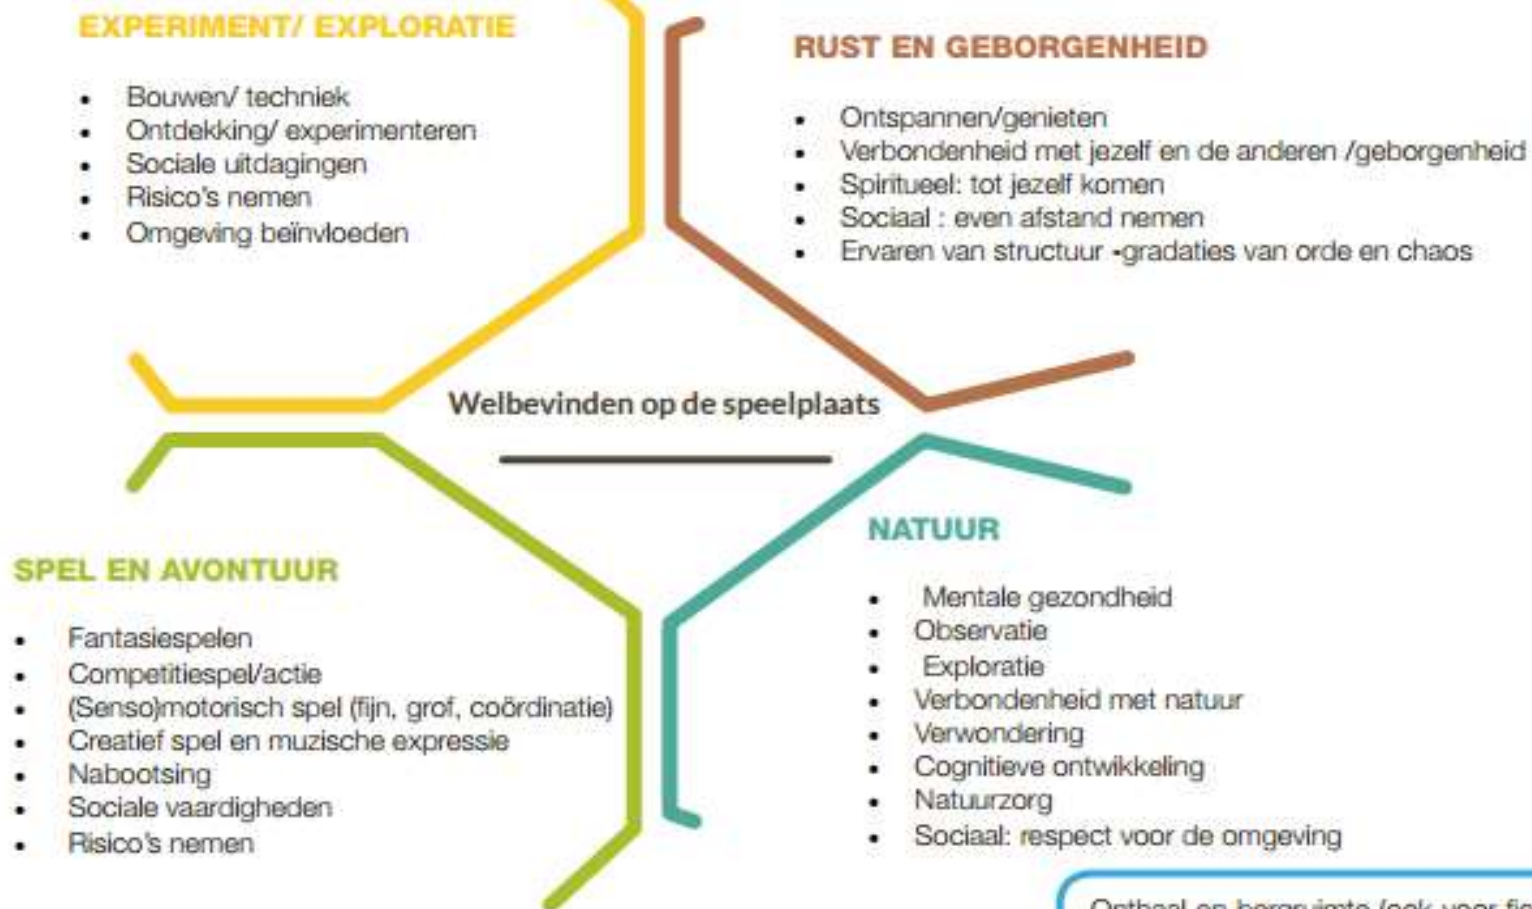 EXPERIMENT/ EXPLORATIE
• Bouwen/ techniek
• Ontdekking/ experimenteren
• Sociale uitdagingen
• Risico's nemen
• Omgeving beïnvloeden
RUST EN GEBORGENHEID
• Ontspannen/genieten
• Verbondenheid met jezelf en de anderen /geborgenheid
• Spiritueel: tot jezelf komen
• Sociaal : even afstand nemen
• Ervaren van structuur -gradaties van orde en chaos
Welbevinden op de speelplaats
SPEL EN AVONTUUR
• Fantasiespelen
• Competitiespel/actie
• (Senso)motorisch spel (fijn, grof, coördinatie)
• Creatief spel en muzische expressie
• Nabootsing
• Sociale vaardigheden
• Risico's nemen
NATUUR
• Mentale gezondheid
• Observatie
• Exploratie
• Verbondenheid met natuur
• Verwondering
• Cognitieve ontwikkeling
• Natuurzorg
• Sociaal: respect voor de omgeving